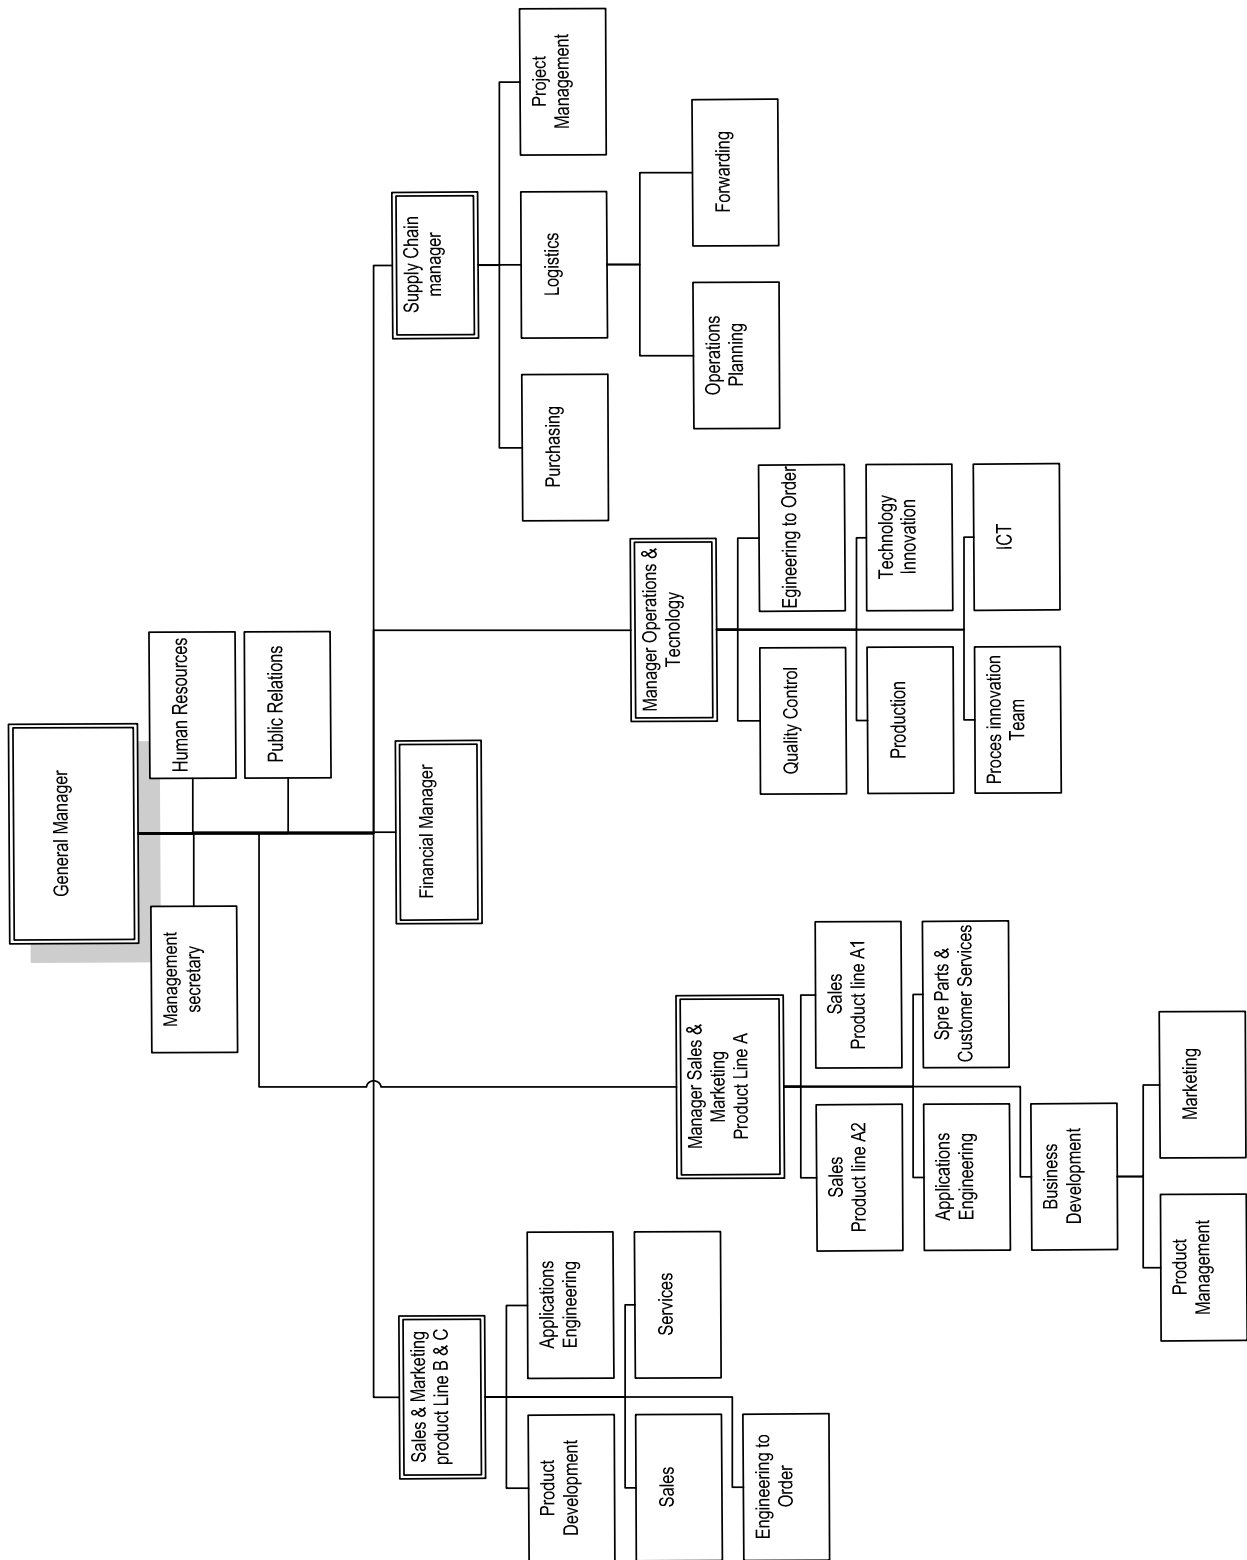 General Manager
Management
secretary
Human Resources
Public Relations
Sales & Marketing
product Line B & C
Product
Development
Applications
Engineering
Sales
Services
Engineering to
Order
Manager Sales &
Marketing
Product Line A
Sales
Product line A2
Sales
Product line A1
Applications
Engineering
Spre Parts &
Customer Services
Business
Development
Product
Management
Marketing
Financial Manager
Manager Operations &
Tecnology
Quality Control
Egineering to Order
Production
Technology
Innovation
Proces innovation
Team
ICT
Supply Chain
manager
Purchasing
Logistics
Project
Management
Operations
Planning
Forwarding